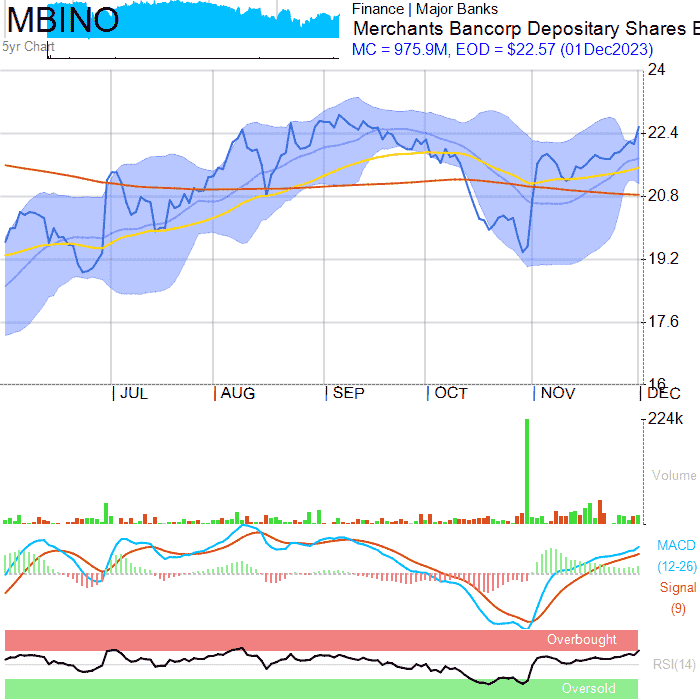 MBINO
5yr Chart
Finance | Major Banks
Merchants Bancorp Depositary Shares E
MC = 975.9M, EOD = $22.57 (01Dec2023)
24
22.4
20.8
19.2
17.6
16
JUL AUG SEP OCT NOV DEC
224k
Volume
MACD
(12-26)
Signal
(9)
Overbought
RSI(14)
Oversold